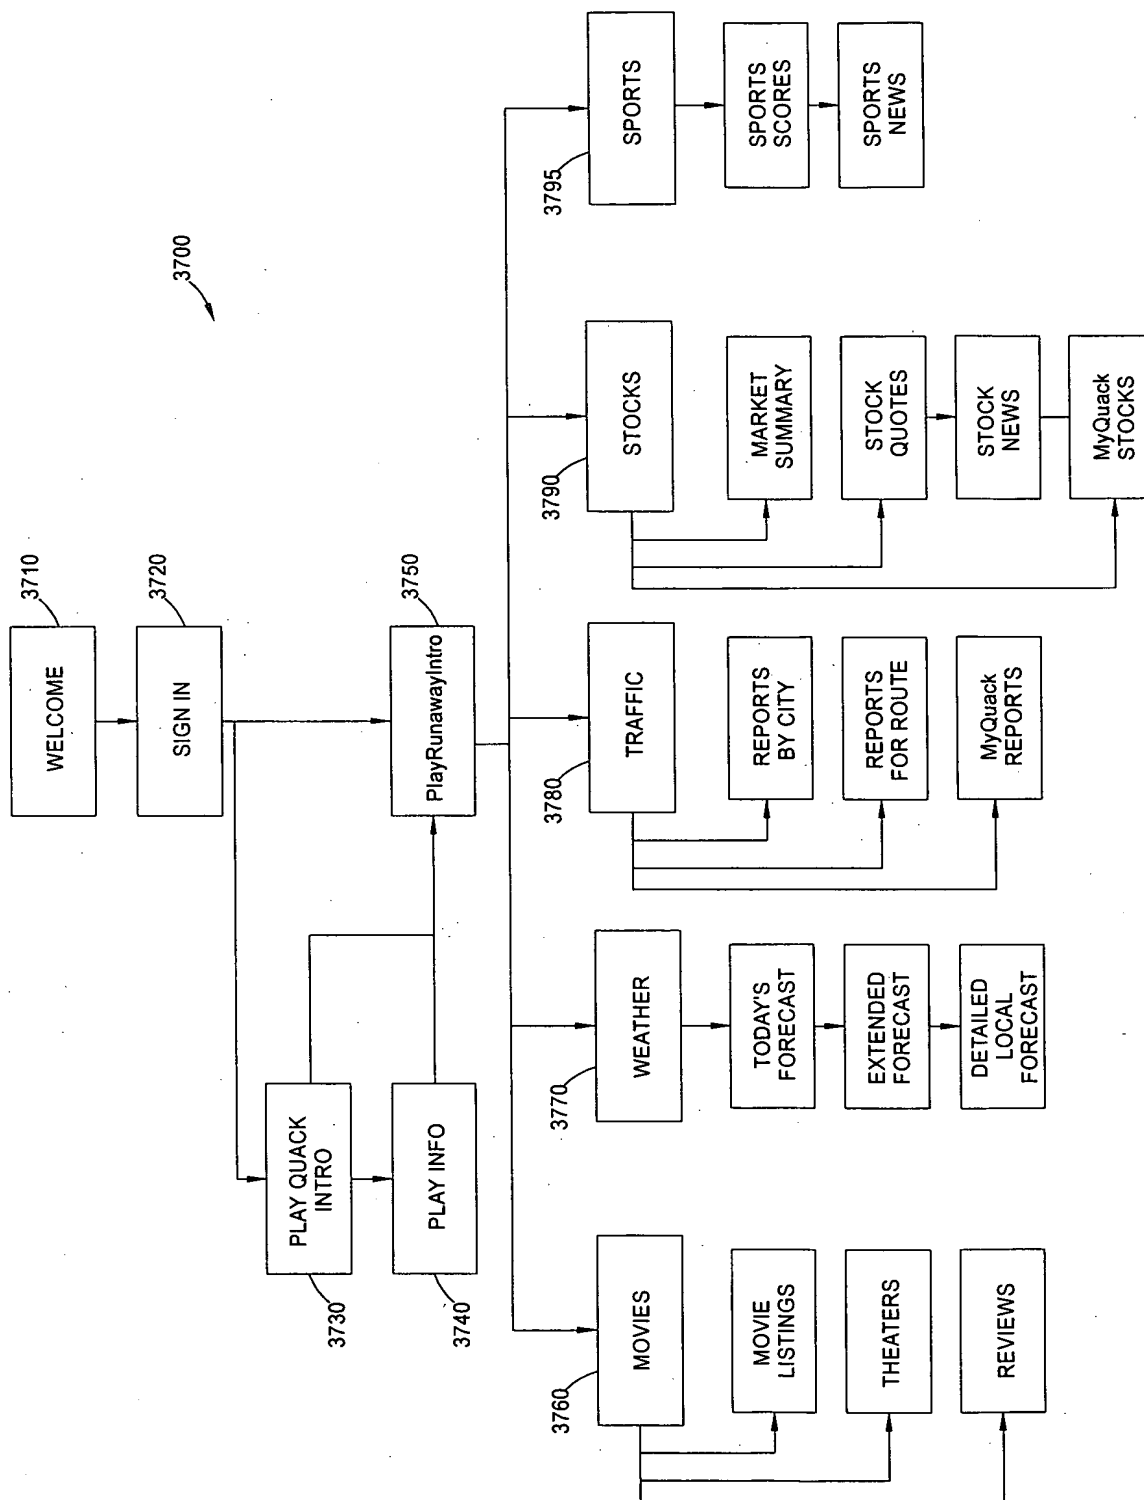 3700
WELCOME
3710
SIGN IN
3720
PLAY QUACK
INTRO
3730
PLAY INFO
3740
PlayRunawayIntro
3750
MOVIES
3760
MOVIE
LISTINGS
THEATERS
REVIEWS
WEATHER
3770
TODAY'S
FORECAST
EXTENDED
FORECAST
DETAILED
LOCAL
FORECAST
TRAFFIC
3780
REPORTS
BY CITY
REPORTS
FOR ROUTE
MyQuack
REPORTS
STOCKS
3790
MARKET
SUMMARY
STOCK
QUOTES
STOCK
NEWS
MyQuack
STOCKS
SPORTS
3795
SPORTS
SCORES
SPORTS
NEWS